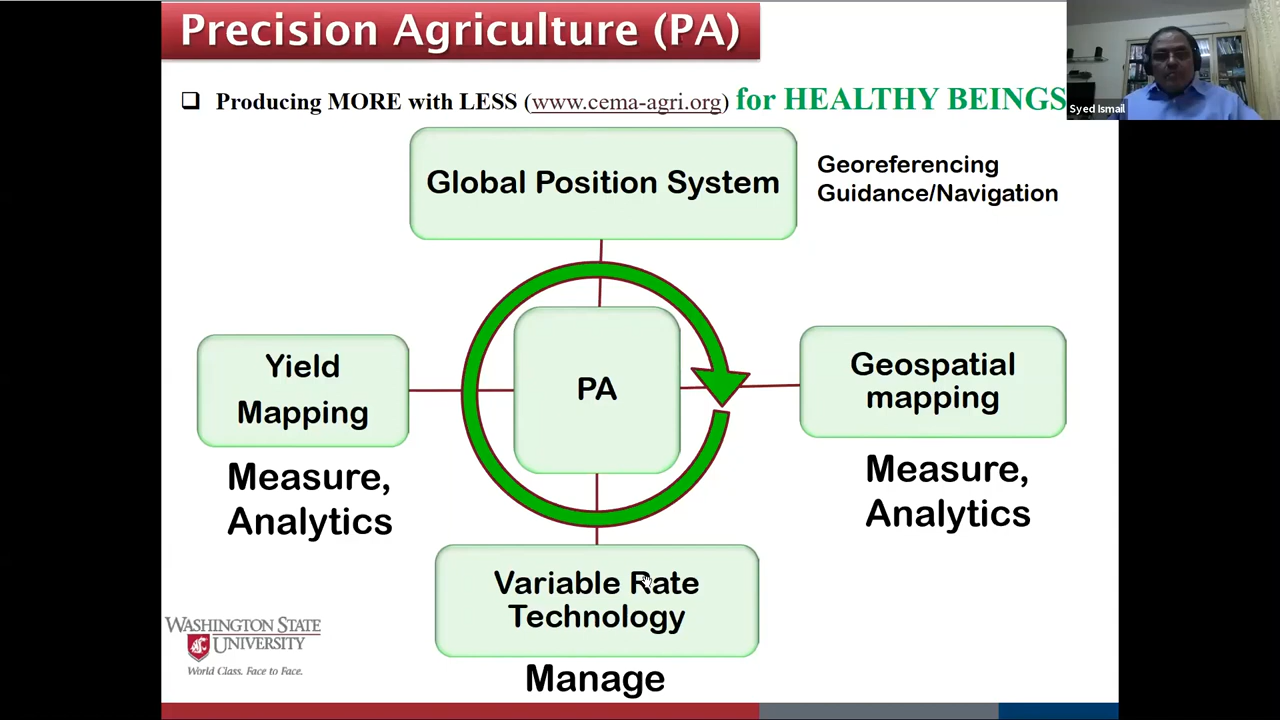 Precision Agriculture (PA)
❑ Producing MORE with LESS (www.cema-agri.org) for HEALTHY BEINGS
Syed Ismail
Global Position System
Georeferencing
Guidance/Navigation
Yield
Mapping
PA
Geospatial
mapping
Measure,
Analytics
Measure,
Analytics
Variable Rate
Technology
Manage
WASHINGTON STATE
UNIVERSITY
World Class. Face to Face.